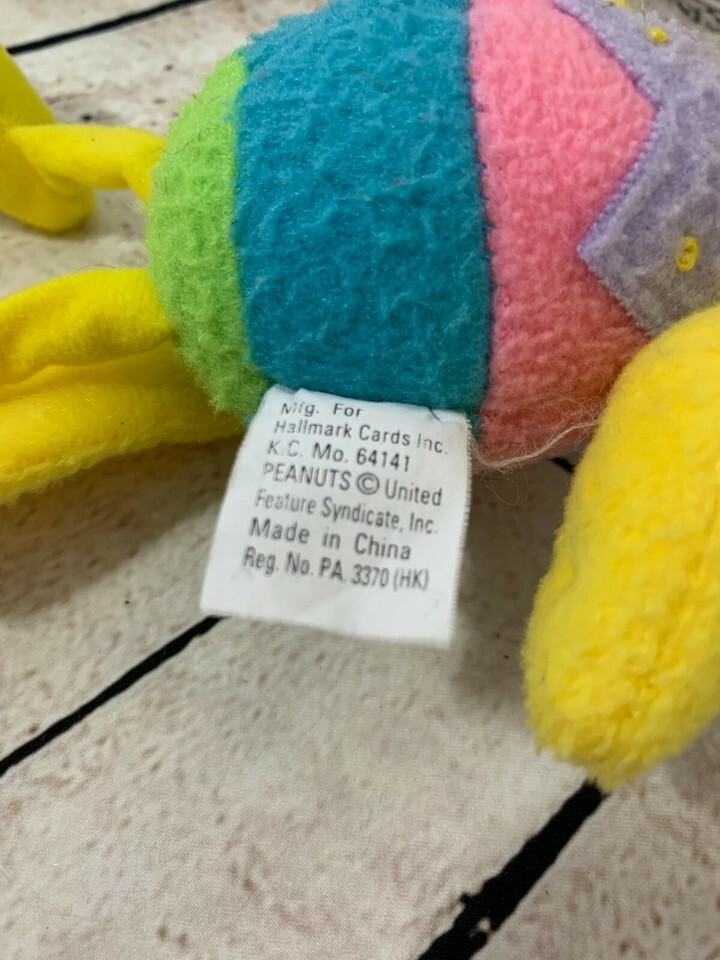 Mfg. For
Hallmark Cards Inc.
K.C. Mo. 64141
PEANUTS © United
Feature Syndicate, Inc.
Made in China
Reg. No. PA. 3370 (HK)